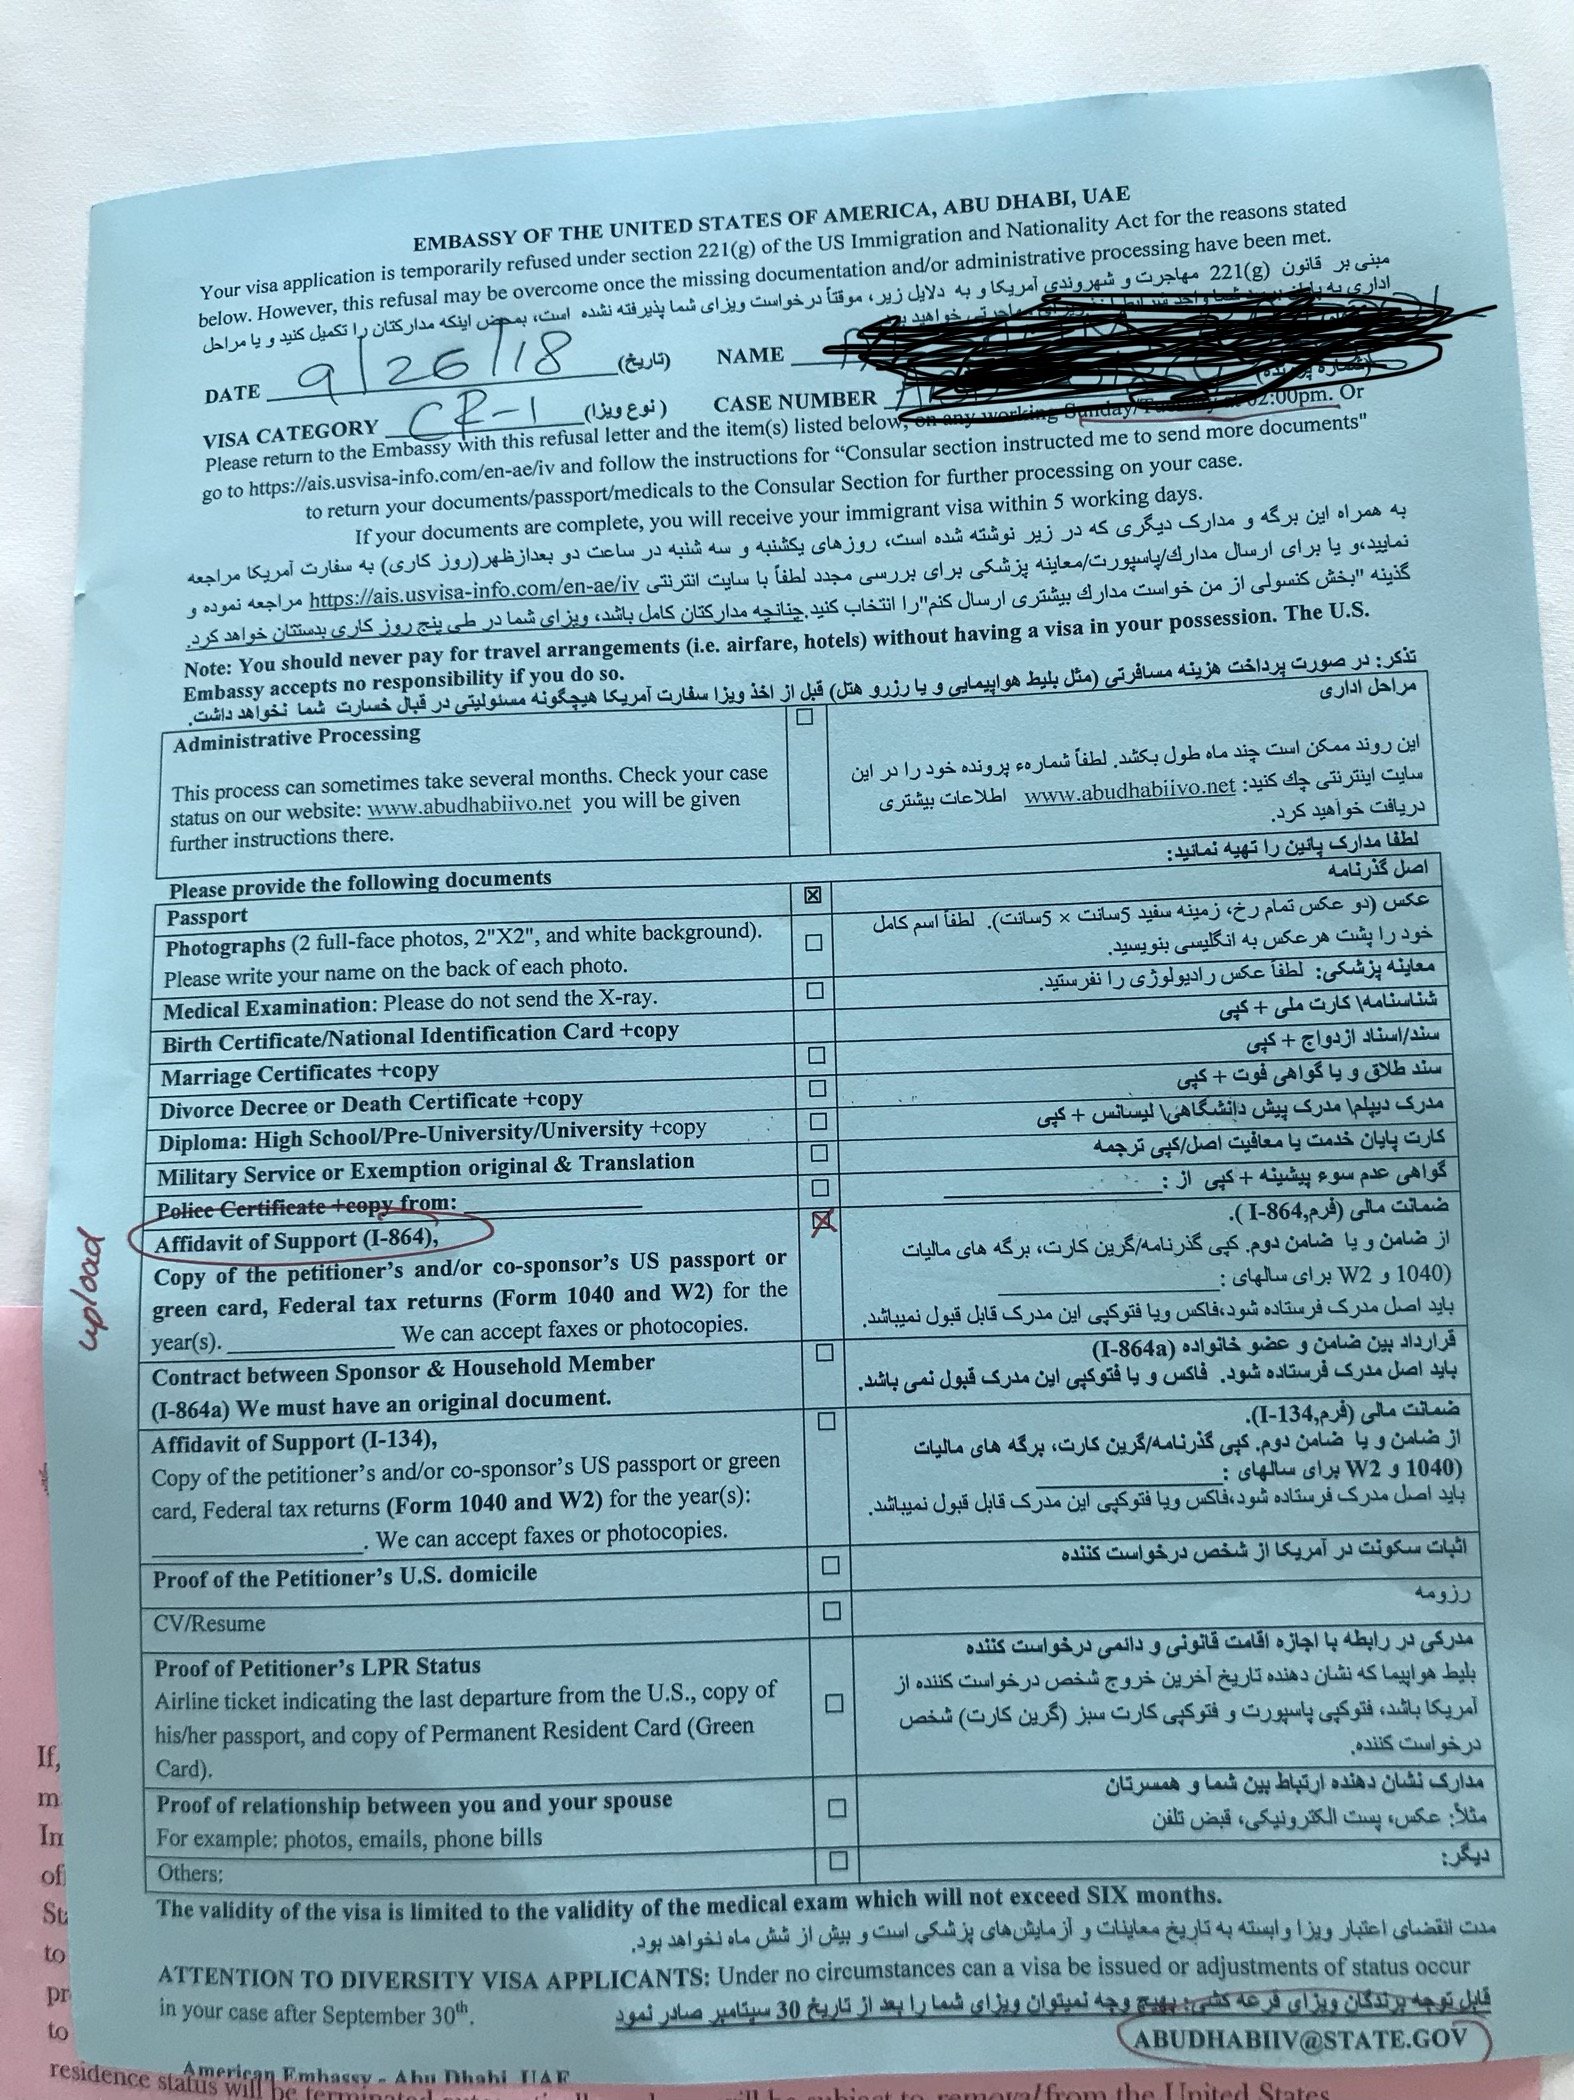 EMBASSY OF THE UNITED STATES OF AMERICA, ABU DHABI, UAE
Your visa application is temporarily refused under section 221(g) of the US Immigration and Nationality Act for the reasons stated
below. However, this refusal may be overcome once the missing documentation and/or administrative processing have been met.
مبنی بر قانون 221(g) مهاجرت و شهروندی آمریکا و به دلایل زیر، موقتاً درخواست ویزای شما پذیرفته نشده است، بمحض اینکه مدارکتان را تکمیل کنید و یا مراحل
اداری به
DATE 9/26/18 (تاریخ) NAME
VISA CATEGORY CR-1 (نوع ویزا) CASE NUMBER
Please return to the Embassy with this refusal letter and the item(s) listed below, on any working Sunday/Tuesday at 02:00pm. Or
go to https://ais.usvisa-info.com/en-ae/iv and follow the instructions for “Consular section instructed me to send more documents"
to return your documents/passport/medicals to the Consular Section for further processing on your case.
If your documents are complete, you will receive your immigrant visa within 5 working days.
به همراه این برگه و مدارک دیگری که در زیر نوشته شده است، روزهای یکشنبه و سه شنبه در ساعت دو بعدازظهر(روز کاری) به سفارت آمریکا مراجعه
نمایید،و یا برای ارسال مدارك/پاسپورت/معاینه پزشکی برای بررسی مجدد لطفاً با سایت انترنتی https://ais.usvisa-info.com/en-ae/iv مراجعه نموده و
گذینه "بخش کنسولی از من خواست مدارك بیشتری ارسال کنم"را انتخاب کنید.چنانچه مدارکتان کامل باشد، ویزای شما در طی پنج روز کاری بدستتان خواهد کرد.
Note: You should never pay for travel arrangements (i.e. airfare, hotels) without having a visa in your possession. The U.S.
Embassy accepts no responsibility if you do so.
تذکر: در صورت پرداخت هزینه مسافرتی (مثل بلیط هواپیمایی و یا رزرو هتل) قبل از اخذ ویزا سفارت آمریکا هیچگونه مسئولیتی در قبال خسارت شما نخواهد داشت.
Administrative Processing
This process can sometimes take several months. Check your case
status on our website: www.abudhabiivo.net you will be given
further instructions there.
مراحل اداری
این روند ممکن است چند ماه طول بکشد. لطفاً شمارهء پرونده خود را در این
سایت اینترنتی چك کنید: www.abudhabiivo.net اطلاعات بیشتری
دریافت خواهید کرد.
Please provide the following documents
لطفا مدارک پائین را تهیه نمائید:
Passport
اصل گذرنامه
Photographs (2 full-face photos, 2"X2", and white background).
Please write your name on the back of each photo.
عکس (دو عکس تمام رخ، زمینه سفید 5سانت × 5سانت). لطفاً اسم کامل
خود را پشت هر عکس به انگلیسی بنویسید.
Medical Examination: Please do not send the X-ray.
معاینه پزشکی: لطفاً عکس رادیولوژی را نفرستید.
Birth Certificate/National Identification Card +copy
شناسنامه\ کارت ملی + کپی
Marriage Certificates +copy
سند/اسناد ازدواج + کپی
Divorce Decree or Death Certificate +copy
سند طلاق و یا گواهی فوت + کپی
Diploma: High School/Pre-University/University +copy
مدرک دیپلم\ مدرک پیش دانشگاهی\ لیسانس + کپی
Military Service or Exemption original & Translation
کارت پایان خدمت یا معافیت اصل/کپی ترجمه
Police Certificate +copy from:
گواهی عدم سوء پیشینه + کپی از :
upload
Affidavit of Support (I-864),
Copy of the petitioner’s and/or co-sponsor’s US passport or
green card, Federal tax returns (Form 1040 and W2) for the
year(s). We can accept faxes or photocopies.
ضمانت مالی (فرم,I-864 ).
از ضامن و یا ضامن دوم. کپی گذرنامه/گرین کارت، برگه های مالیات
(1040 و W2 برای سالهای :
باید اصل مدرک فرستاده شود،فاکس ویا فتوکپی این مدرک قابل قبول نمیباشد.
Contract between Sponsor & Household Member
(I-864a) We must have an original document.
قرارداد بین ضامن و عضو خانواده (I-864a)
باید اصل مدرک فرستاده شود. فاکس و یا فتوکپی این مدرک قبول نمی باشد.
Affidavit of Support (I-134),
Copy of the petitioner’s and/or co-sponsor’s US passport or green
card, Federal tax returns (Form 1040 and W2) for the year(s):
. We can accept faxes or photocopies.
ضمانت مالی (فرم,I-134).
از ضامن و یا ضامن دوم. کپی گذرنامه/گرین کارت، برگه های مالیات
(1040 و W2 برای سالهای :
باید اصل مدرک فرستاده شود،فاکس ویا فتوکپی این مدرک قابل قبول نمیباشد.
Proof of the Petitioner’s U.S. domicile
اثبات سکونت در آمریکا از شخص درخواست کننده
CV/Resume
رزومه
Proof of Petitioner’s LPR Status
Airline ticket indicating the last departure from the U.S., copy of
his/her passport, and copy of Permanent Resident Card (Green
Card).
مدرکی در رابطه با اجازه اقامت قانونی و دائمی درخواست کننده
بلیط هواپیما که نشان دهنده تاریخ آخرین خروج شخص درخواست کننده از
آمریکا باشد، فتوکپی پاسپورت و فتوکپی کارت سبز (گرین کارت) شخص
درخواست کننده.
Proof of relationship between you and your spouse
For example: photos, emails, phone bills
مدارک نشان دهنده ارتباط بین شما و همسرتان
مثلاً: عکس، پست الکترونیکی، قبض تلفن
Others:
دیگر:
The validity of the visa is limited to the validity of the medical exam which will not exceed SIX months.
مدت انقضای اعتبار ویزا وابسته به تاریخ معاینات و آزمایش‌های پزشکی است و بیش از شش ماه نخواهد بود.
ATTENTION TO DIVERSITY VISA APPLICANTS: Under no circumstances can a visa be issued or adjustments of status occur
in your case after September 30th.
قابل توجه برندگان ویزای قرعه کشی: بهیچ وجه نمیتوان ویزای شما را بعد از تاریخ 30 سپتامبر صادر نمود
ABUDHABIIV@STATE.GOV
American Embassy - Abu Dhabi, UAE
If,
m
In
of
to
pr
to
residence status will be
from the United States